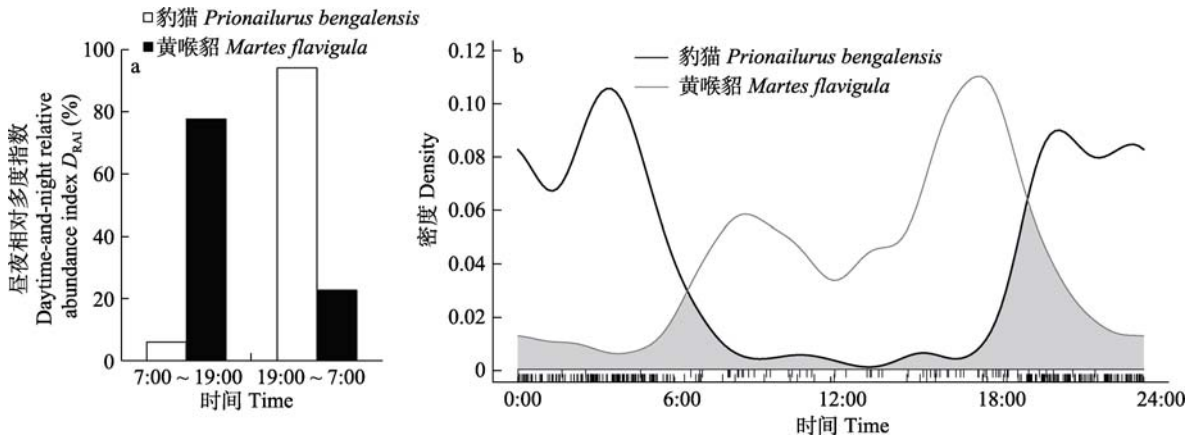 豹猫 Prionailurus bengalensis
黄喉貂 Martes flavigula
a
昼夜相对多度指数
Daytime-and-night relative
abundance index D_RAI (%)
100
80
60
40
20
0
7:00 ~ 19:00
19:00 ~ 7:00
时间 Time
b
豹猫 Prionailurus bengalensis
黄喉貂 Martes flavigula
密度 Density
0.12
0.10
0.08
0.06
0.04
0.02
0
0:00
6:00
12:00
18:00
24:00
时间 Time